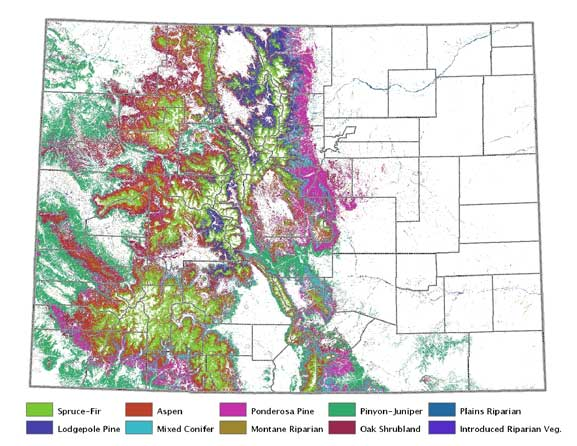 Spruce-Fir Aspen Ponderosa Pine Pinyon-Juniper Plains Riparian
Lodgepole Pine Mixed Conifer Montane Riparian Oak Shrubland Introduced Riparian Veg.